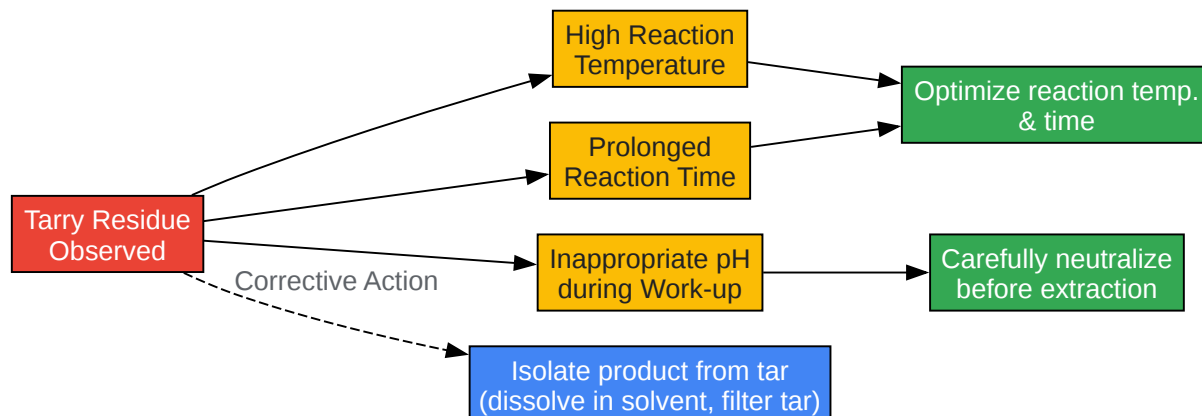 High Reaction
Temperature
Optimize reaction temp.
& time
Prolonged
Reaction Time
Tarry Residue
Observed
Inappropriate pH
during Work-up
Carefully neutralize
before extraction
Corrective Action
Isolate product from tar
(dissolve in solvent, filter tar)